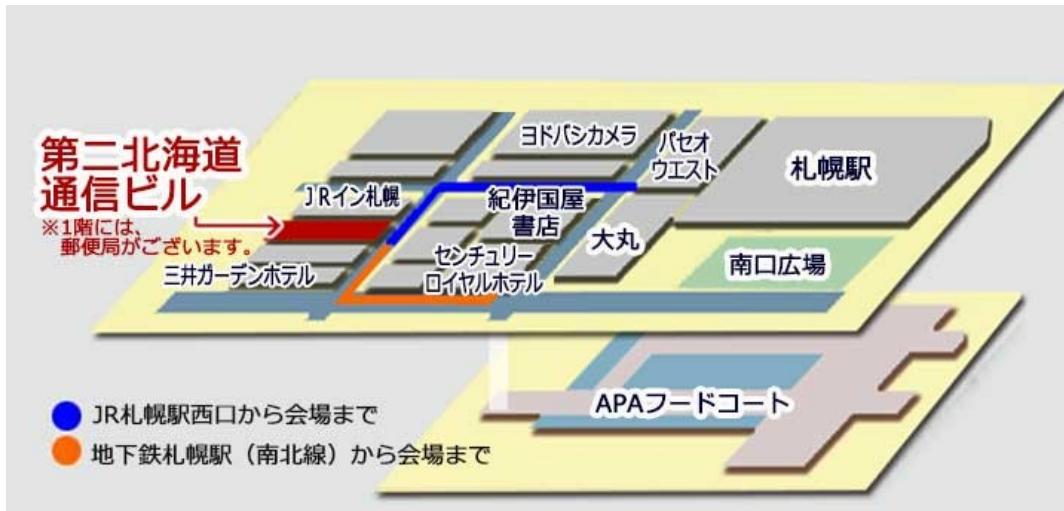 第二北海道
通信ビル
※1階には、
郵便局がございます。
ヨドバシカメラ
パセオ
ウエスト
札幌駅
JRイン札幌
紀伊国屋
書店
大丸
センチュリー
ロイヤルホテル
三井ガーデンホテル
南口広場
APAフードコート
JR札幌駅西口から会場まで
地下鉄札幌駅（南北線）から会場まで